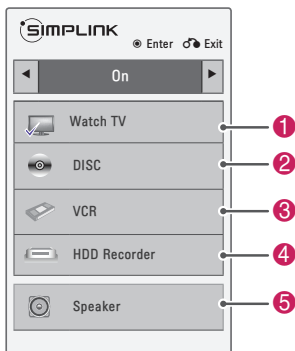 SIMPLINK
Enter Exit
On
Watch TV
1
DISC
2
VCR
3
HDD Recorder
4
Speaker
5